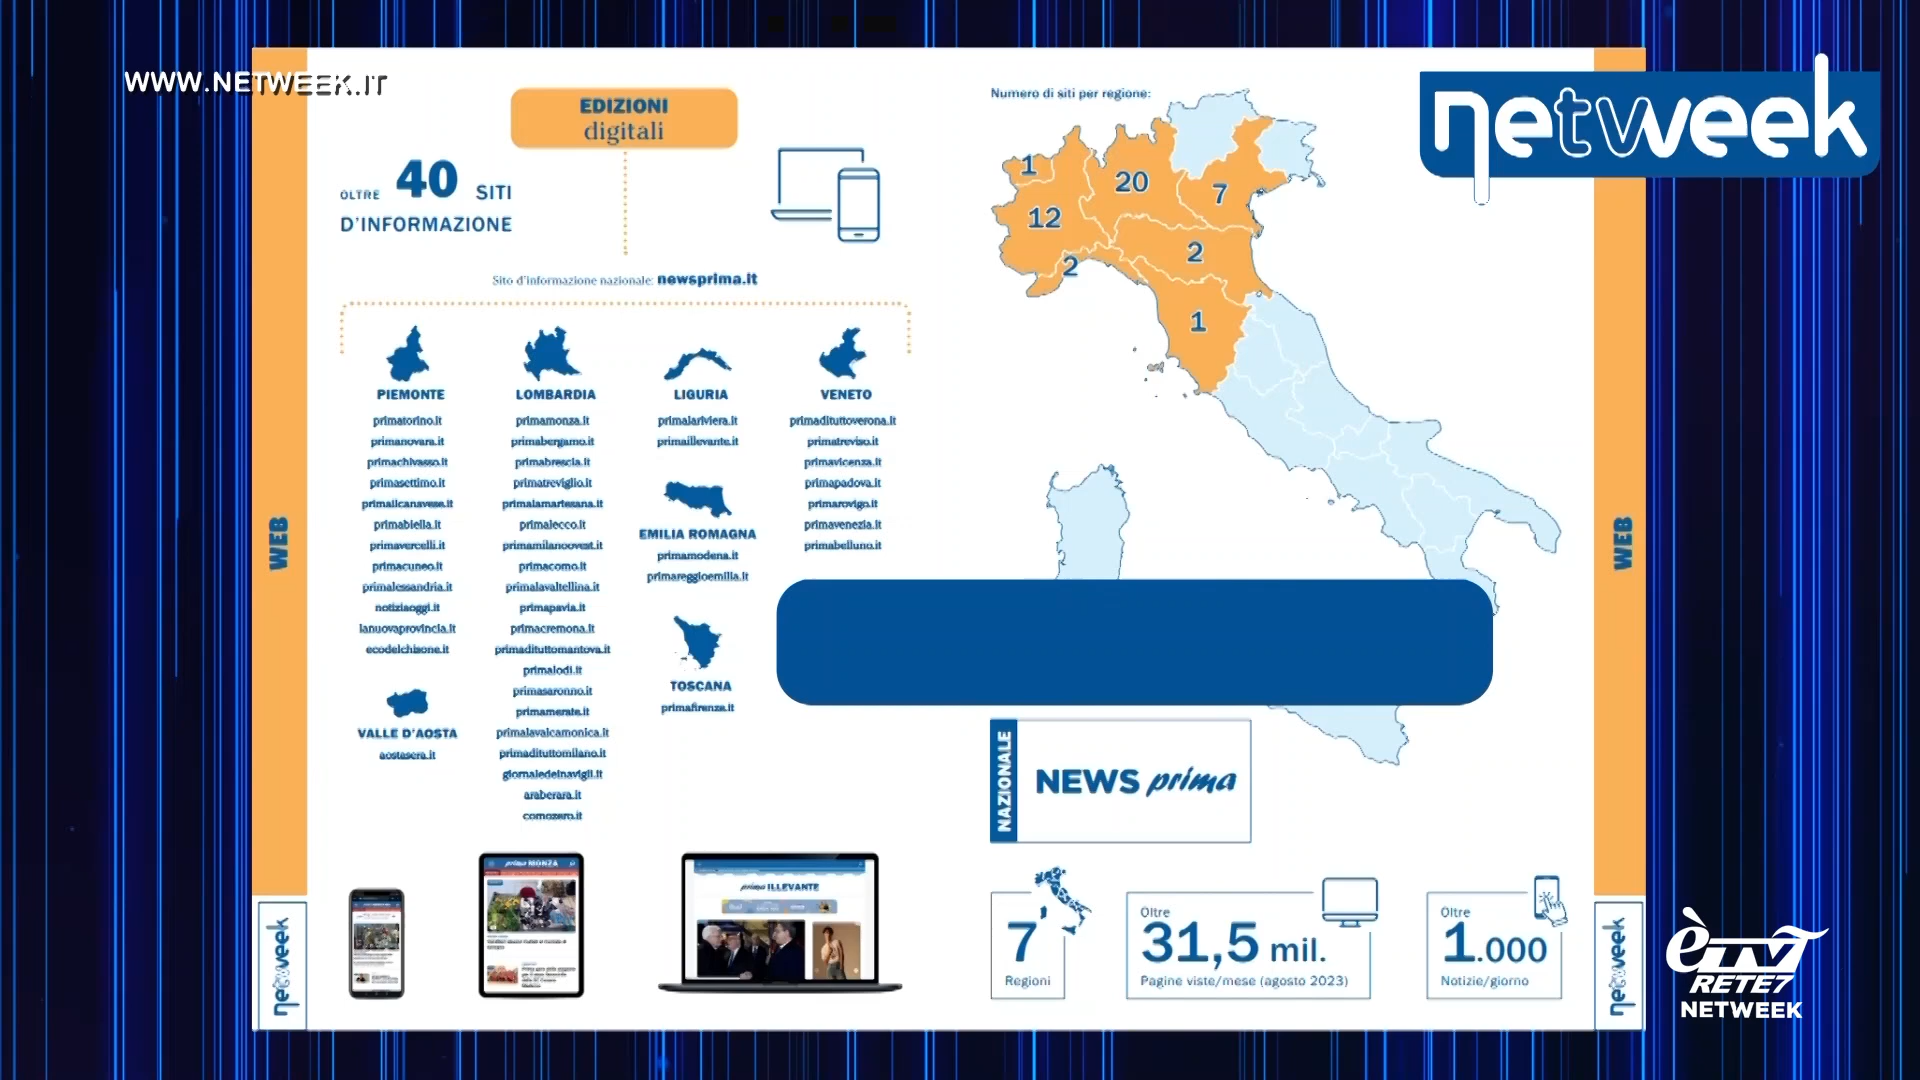 WWW.NETWEEK.IT
netweek
EDIZIONI
digitali
OLTRE 40 SITI
D'INFORMAZIONE
Sito d'informazione nazionale: newsprima.it
PIEMONTE
primatorino.it
primanovara.it
primachivasso.it
primasettimo.it
primailcanavese.it
primabiella.it
primavercelli.it
primacuneo.it
primalessandria.it
notiziaoggi.it
lanuovaprovincia.it
ecodelchisone.it
VALLE D'AOSTA
aostasera.it
LOMBARDIA
primamonza.it
primabergamo.it
primabrescia.it
primatreviglio.it
primalamartesana.it
primalecco.it
primamilanoovest.it
primacomo.it
primalavaltellina.it
primapavia.it
primacremona.it
primadituttomantova.it
primalodi.it
primasaronno.it
primamerate.it
primalavalcamonica.it
primadituttomilano.it
giornaledeinavigli.it
araberara.it
comozero.it
LIGURIA
primalariviera.it
primaillevante.it
EMILIA ROMAGNA
primamodena.it
primareggioemilia.it
TOSCANA
primafirenze.it
VENETO
primadituttoverona.it
primatreviso.it
primavicenza.it
primapadova.it
primarovigo.it
primavenezia.it
primabelluno.it
Numero di siti per regione:
1
20
7
12
2
2
1
WEB
WEB
NAZIONALE
NEWS prima
prima MONZA
prima ILLEVANTE
7
Regioni
Oltre
31,5 mil.
Pagine viste/mese (agosto 2023)
Oltre
1.000
Notizie/giorno
netweek
netweek
èTV
RETE7
NETWEEK